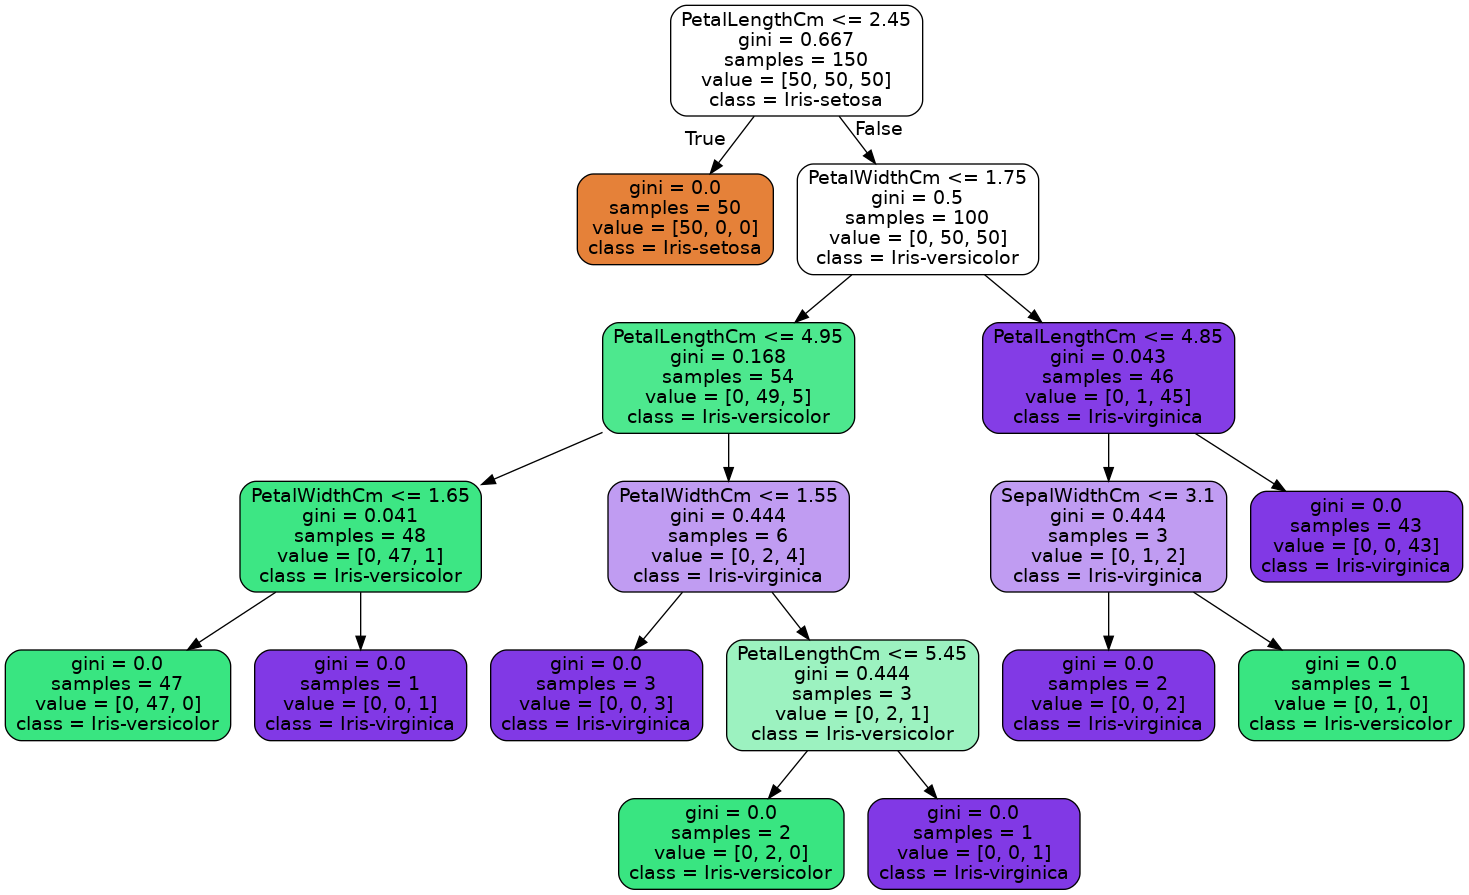 PetalLengthCm <= 2.45
gini = 0.667
samples = 150
value = [50, 50, 50]
class = Iris-setosa
True
False
gini = 0.0
samples = 50
value = [50, 0, 0]
class = Iris-setosa
PetalWidthCm <= 1.75
gini = 0.5
samples = 100
value = [0, 50, 50]
class = Iris-versicolor
PetalLengthCm <= 4.95
gini = 0.168
samples = 54
value = [0, 49, 5]
class = Iris-versicolor
PetalLengthCm <= 4.85
gini = 0.043
samples = 46
value = [0, 1, 45]
class = Iris-virginica
PetalWidthCm <= 1.65
gini = 0.041
samples = 48
value = [0, 47, 1]
class = Iris-versicolor
PetalWidthCm <= 1.55
gini = 0.444
samples = 6
value = [0, 2, 4]
class = Iris-virginica
SepalWidthCm <= 3.1
gini = 0.444
samples = 3
value = [0, 1, 2]
class = Iris-virginica
gini = 0.0
samples = 43
value = [0, 0, 43]
class = Iris-virginica
gini = 0.0
samples = 47
value = [0, 47, 0]
class = Iris-versicolor
gini = 0.0
samples = 1
value = [0, 0, 1]
class = Iris-virginica
gini = 0.0
samples = 3
value = [0, 0, 3]
class = Iris-virginica
PetalLengthCm <= 5.45
gini = 0.444
samples = 3
value = [0, 2, 1]
class = Iris-versicolor
gini = 0.0
samples = 2
value = [0, 0, 2]
class = Iris-virginica
gini = 0.0
samples = 1
value = [0, 1, 0]
class = Iris-versicolor
gini = 0.0
samples = 2
value = [0, 2, 0]
class = Iris-versicolor
gini = 0.0
samples = 1
value = [0, 0, 1]
class = Iris-virginica